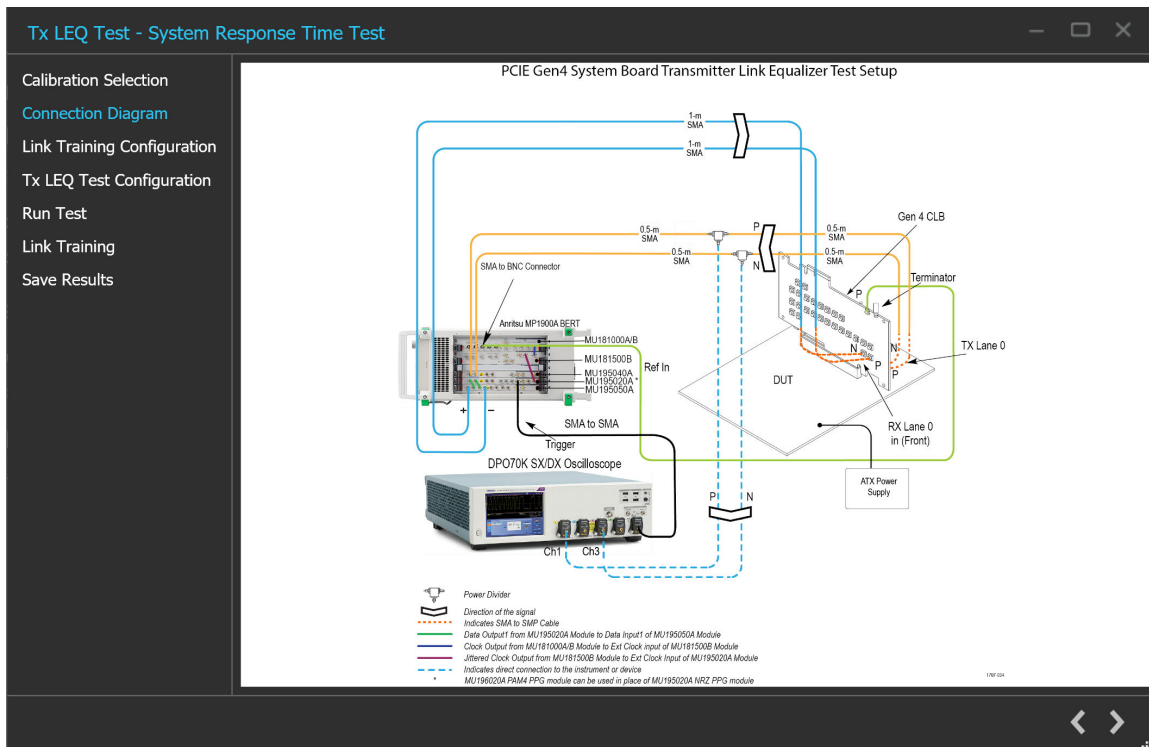 Tx LEQ Test - System Response Time Test
Calibration Selection
Connection Diagram
Link Training Configuration
Tx LEQ Test Configuration
Run Test
Link Training
Save Results
PCIE Gen4 System Board Transmitter Link Equalizer Test Setup
1-m
SMA
1-m
SMA
0.5-m
SMA
0.5-m
SMA
P
N
0.5-m
SMA
0.5-m
SMA
Gen 4 CLB
P
Terminator
SMA to BNC Connector
Anritsu MP1900A BERT
MU181000A/B
MU181500B
MU195040A
MU195020A *
MU195050A
Ref In
N
P
N
P
TX Lane 0
DUT
RX Lane 0
in (Front)
+
−
SMA to SMA
Trigger
DPO70K SX/DX Oscilloscope
ATX Power
Supply
P
N
Ch1
Ch3
Power Divider
Direction of the signal
Indicates SMA to SMP Cable
Data Output1 from MU195020A Module to Data Input1 of MU195050A Module
Clock Output from MU181000A/B Module to Ext Clock input of MU181500B Module
Jittered Clock Output from MU181500B Module to Ext Clock Input of MU195020A Module
Indicates direct connection to the instrument or device
* MU196020A PAM4 PPG module can be used in place of MU195020A NRZ PPG module